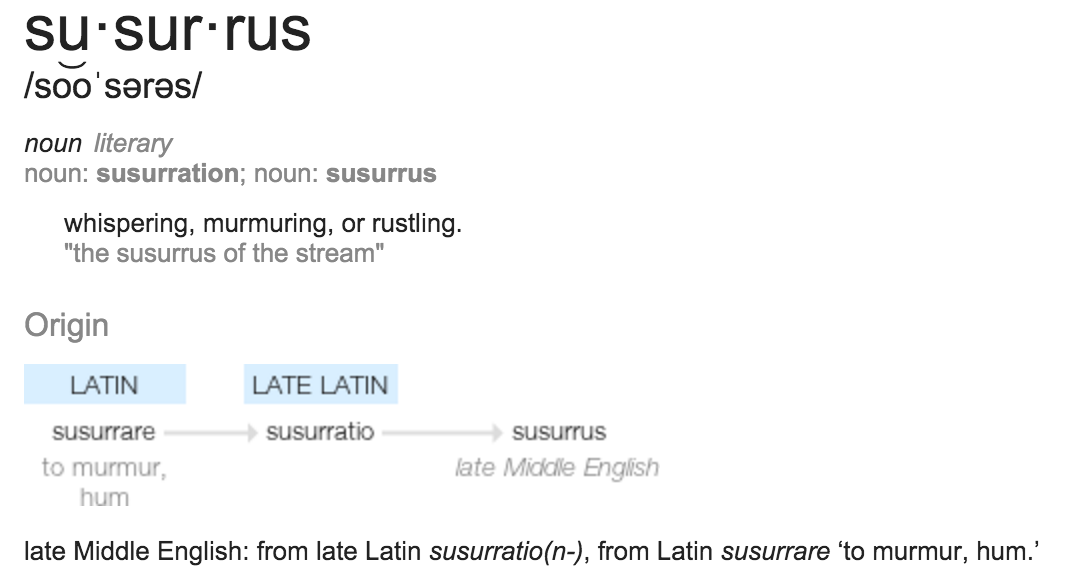 su·sur·rus
/so͝oˈsərəs/
noun literary
noun: susurration; noun: susurrus
whispering, murmuring, or rustling.
"the susurrus of the stream"
Origin
LATIN LATE LATIN
susurrare susurratio susurrus
to murmur, late Middle English
hum
late Middle English: from late Latin susurratio(n-), from Latin susurrare ‘to murmur, hum.’